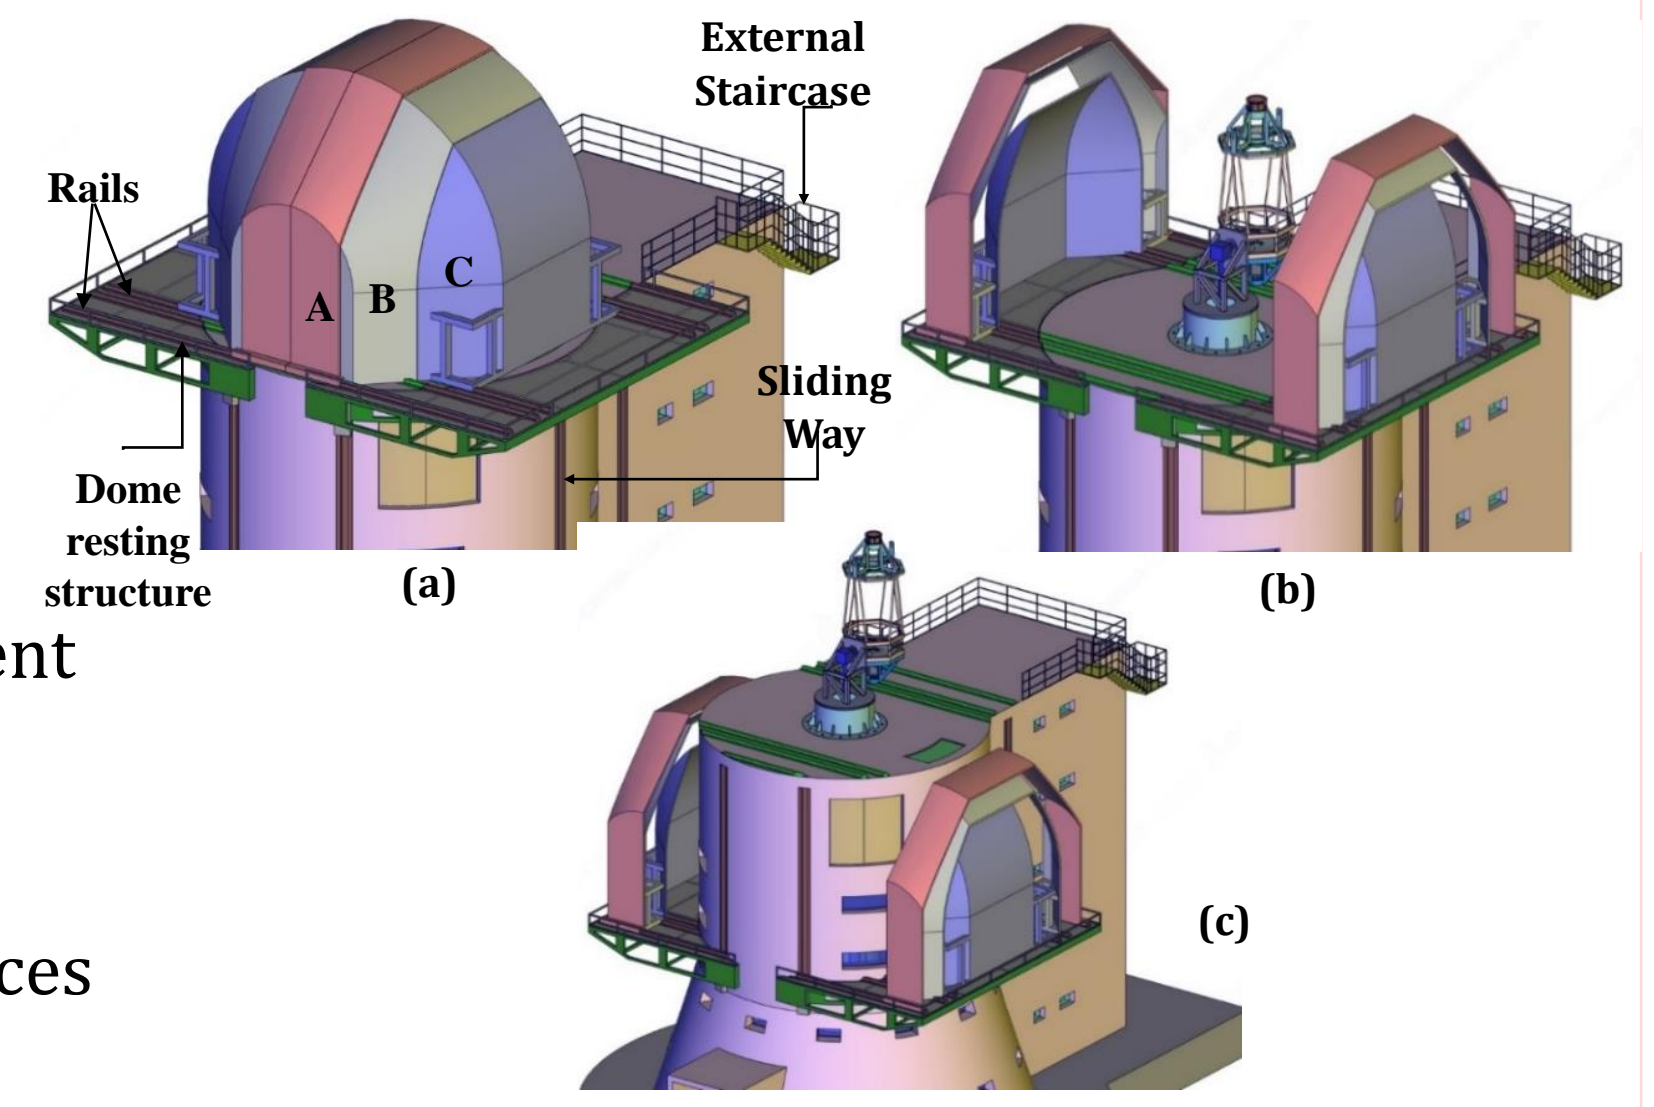 External
Staircase
Rails
A
B
C
Sliding
Way
Dome
resting
structure
(a)
(b)
ent
(c)
ces